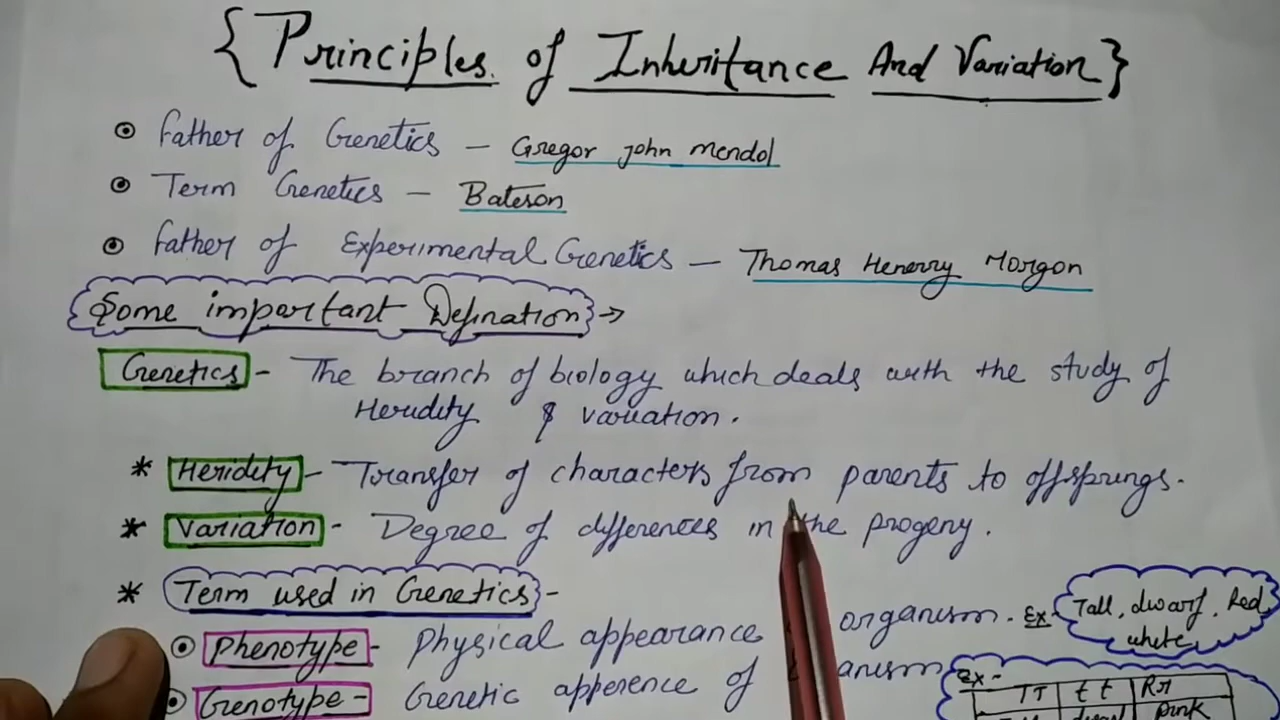 {Principles of Inheritance And Variation}
Father of Genetics - Gregor John Mendol
Term Genetics - Bateson
Father of Experimental Genetics - Thomas Henerry Morgon
Some important Defination →
Genetics - The branch of biology which deals with the study of
Heridity & variation.
* Heridity - Transfer of characters from parents to offsprings.
* Variation - Degree of differences in the progeny.
* Term used in Genetics -
Phenotype - Physical appearance organism. Ex- Tall, dwarf, Red
white
Genotype - Genetic apperence of anism Ex-
TT tt Rr
Pink